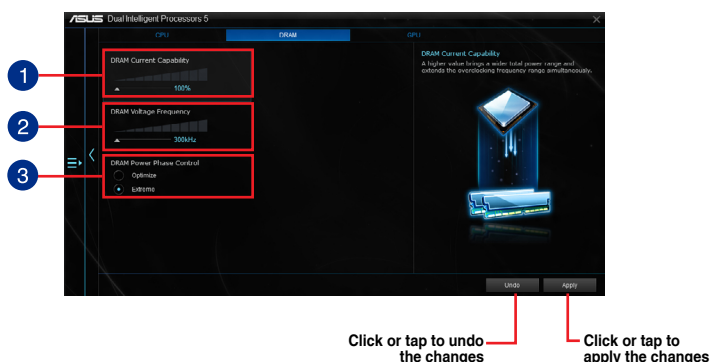 ASUS Dual Intelligent Processors 5
CPU
DRAM
GPU
1
DRAM Current Capability
100%
2
DRAM Voltage Frequency
300kHz
3
DRAM Power Phase Control
Optimize
Extreme
DRAM Current Capability
A higher value brings a wider total power range and
extends the overclocking frequency range simultaneously.
Undo
Apply
Click or tap to undo
the changes
Click or tap to
apply the changes